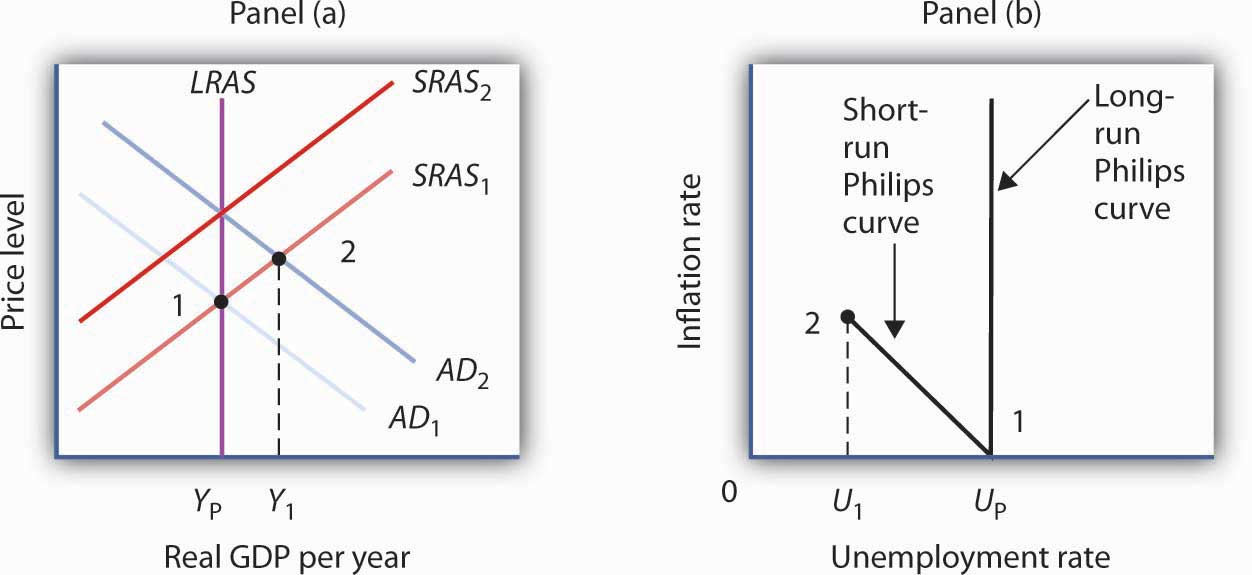 Panel (a)
Price level
LRAS
SRAS₂
SRAS₁
2
1
AD₂
AD₁
Yₚ
Y₁
Real GDP per year
Panel (b)
Inflation rate
Short-
run
Philips
curve
Long-
run
Philips
curve
2
1
0
U₁
Uₚ
Unemployment rate